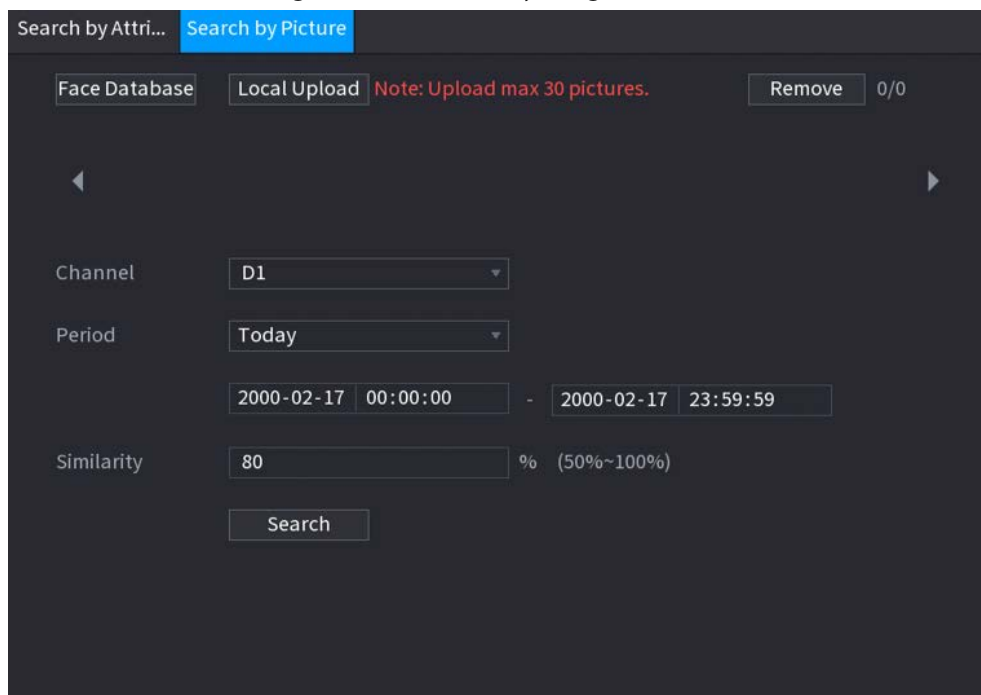 Search by Attri... Search by Picture
Face Database Local Upload Note: Upload max 30 pictures. Remove 0/0
Channel D1
Period Today
2000-02-17 00:00:00 - 2000-02-17 23:59:59
Similarity 80 % (50%~100%)
Search